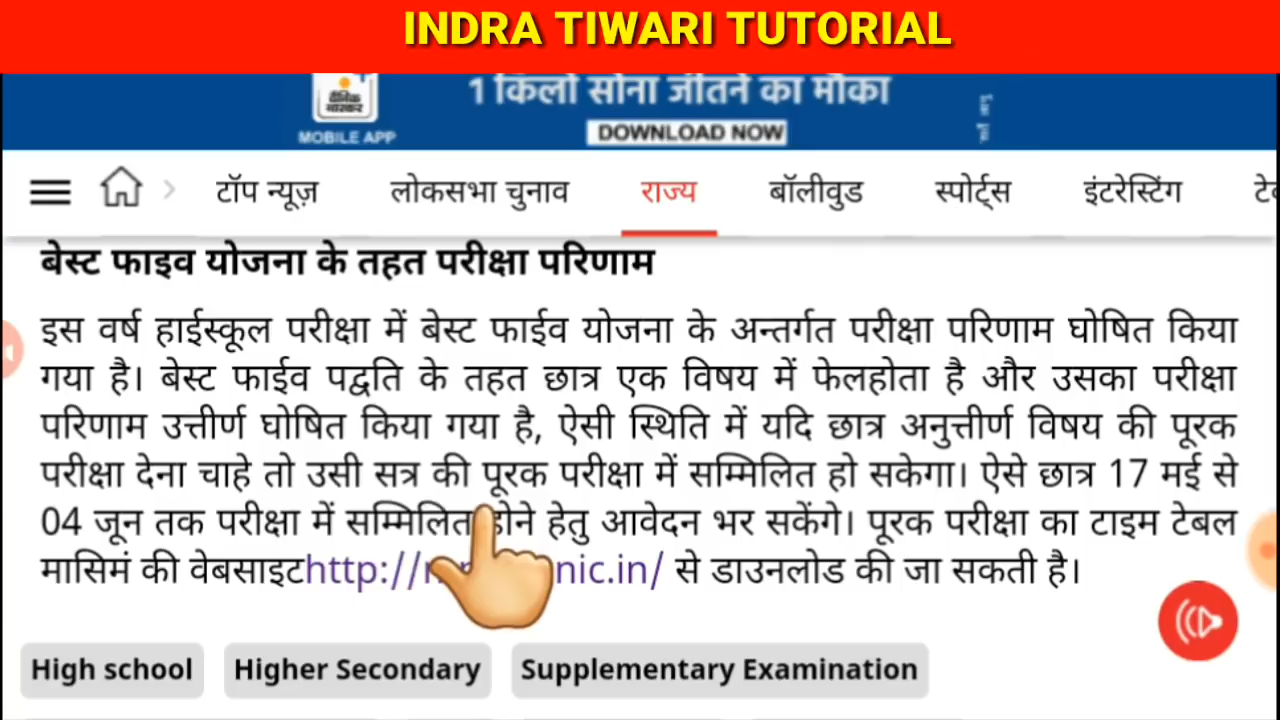 INDRA TIWARI TUTORIAL
1 किलो सोना जीतने का मौका
दैनिक भास्कर
MOBILE APP
DOWNLOAD NOW
टॉप न्यूज़ लोकसभा चुनाव राज्य बॉलीवुड स्पोर्ट्स इंटरेस्टिंग
बेस्ट फाइव योजना के तहत परीक्षा परिणाम
इस वर्ष हाईस्कूल परीक्षा में बेस्ट फाईव योजना के अन्तर्गत परीक्षा परिणाम घोषित किया
गया है। बेस्ट फाईव पद्वति के तहत छात्र एक विषय में फेलहोता है और उसका परीक्षा
परिणाम उत्तीर्ण घोषित किया गया है, ऐसी स्थिति में यदि छात्र अनुत्तीर्ण विषय की पूरक
परीक्षा देना चाहे तो उसी सत्र की पूरक परीक्षा में सम्मिलित हो सकेगा। ऐसे छात्र 17 मई से
04 जून तक परीक्षा में सम्मिलित होने हेतु आवेदन भर सकेंगे। पूरक परीक्षा का टाइम टेबल
मासिमं की वेबसाइटhttp:// nic.in/ से डाउनलोड की जा सकती है।
High school Higher Secondary Supplementary Examination